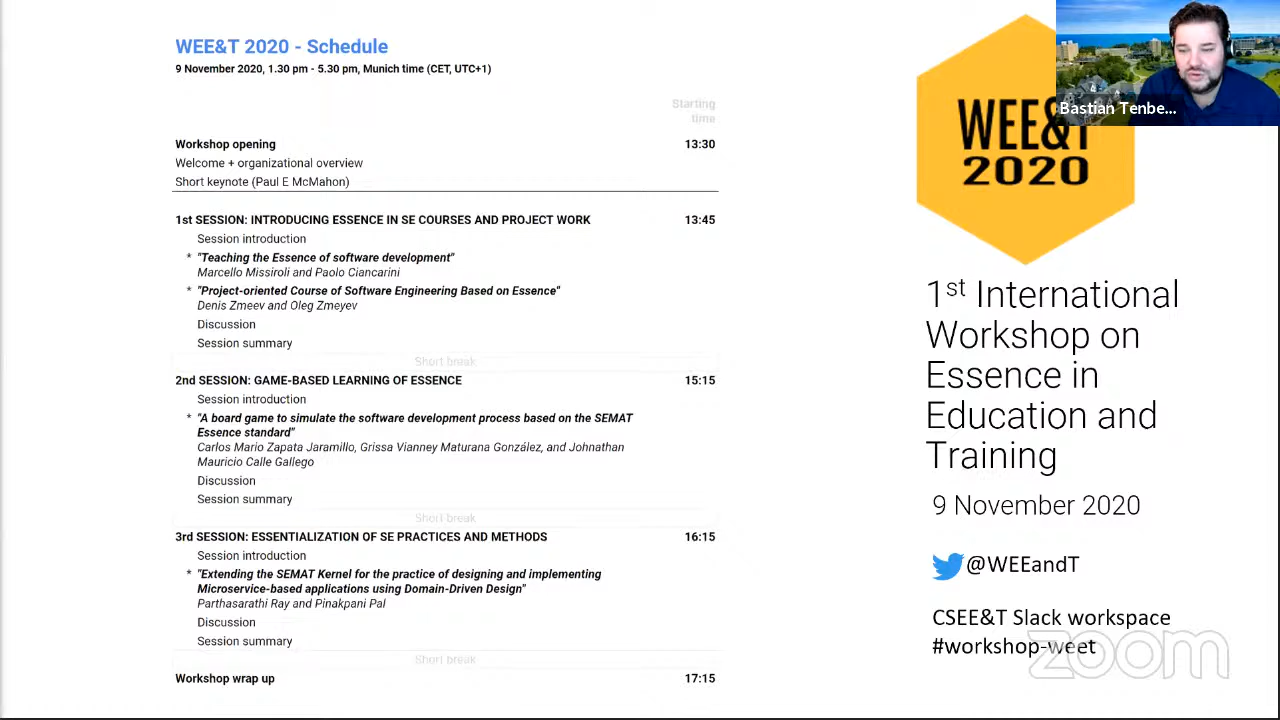 WEE&T 2020 - Schedule
9 November 2020, 1.30 pm - 5.30 pm, Munich time (CET, UTC+1)
Starting
time
Workshop opening 13:30
Welcome + organizational overview
Short keynote (Paul E McMahon)
1st SESSION: INTRODUCING ESSENCE IN SE COURSES AND PROJECT WORK 13:45
Session introduction
* "Teaching the Essence of software development"
Marcello Missiroli and Paolo Ciancarini
* "Project-oriented Course of Software Engineering Based on Essence"
Denis Zmeev and Oleg Zmeyev
Discussion
Session summary
Short break
2nd SESSION: GAME-BASED LEARNING OF ESSENCE 15:15
Session introduction
* "A board game to simulate the software development process based on the SEMAT
Essence standard"
Carlos Mario Zapata Jaramillo, Grissa Vianney Maturana González, and Johnathan
Mauricio Calle Gallego
Discussion
Session summary
Short break
3rd SESSION: ESSENTIALIZATION OF SE PRACTICES AND METHODS 16:15
Session introduction
* "Extending the SEMAT Kernel for the practice of designing and implementing
Microservice-based applications using Domain-Driven Design"
Parthasarathi Ray and Pinakpani Pal
Discussion
Session summary
Short break
Workshop wrap up 17:15
Bastian Tenbe...
WEE&T
2020
1st International
Workshop on
Essence in
Education and
Training
9 November 2020
@WEEandT
CSEE&T Slack workspace
#workshop-weet
zoom